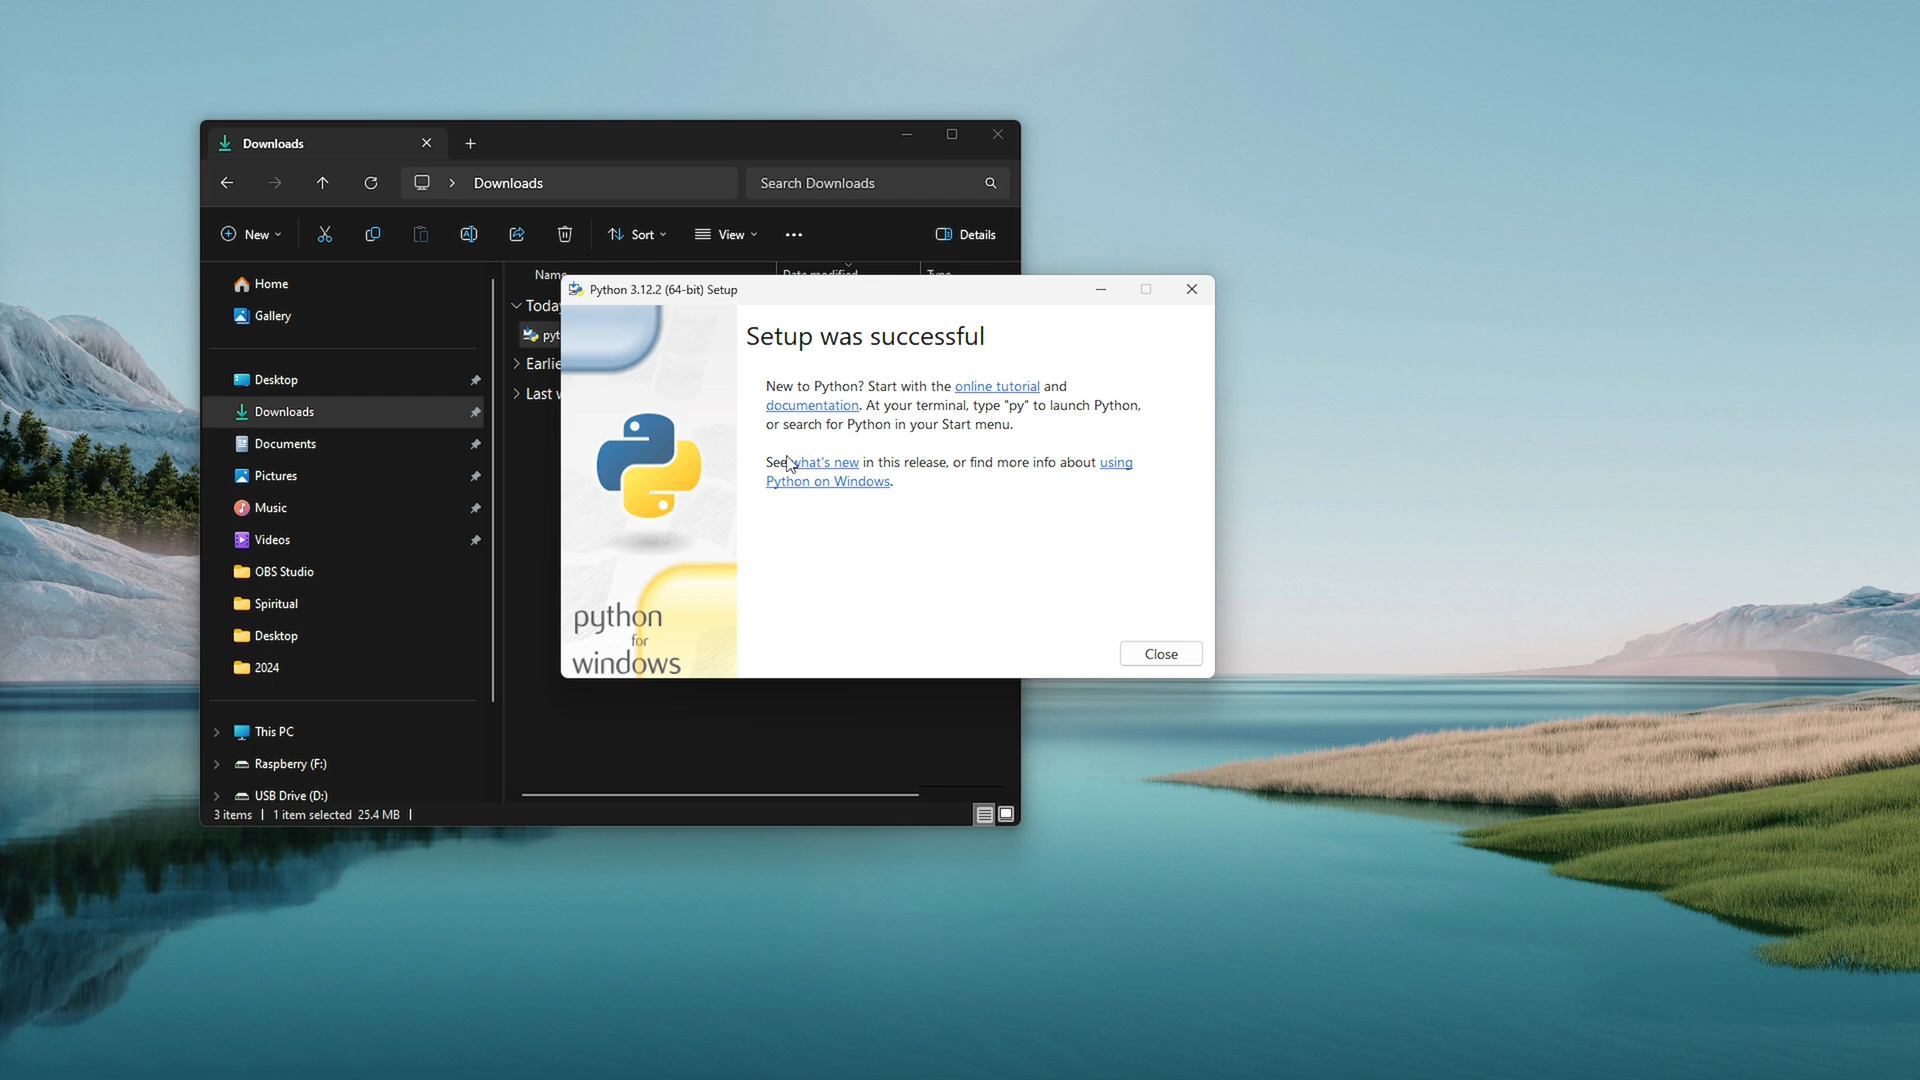 Downloads
Downloads
Search Downloads
New
Sort
View
Details
Home
Gallery
Desktop
Downloads
Documents
Pictures
Music
Videos
OBS Studio
Spiritual
Desktop
2024
This PC
Raspberry (F:)
USB Drive (D:)
Name
Date modified
Type
3 items
1 item selected 25.4 MB
Python 3.12.2 (64-bit) Setup
Setup was successful
New to Python? Start with the online tutorial and
documentation. At your terminal, type "py" to launch Python,
or search for Python in your Start menu.
See what's new in this release, or find more info about using
Python on Windows.
python
for
windows
Close